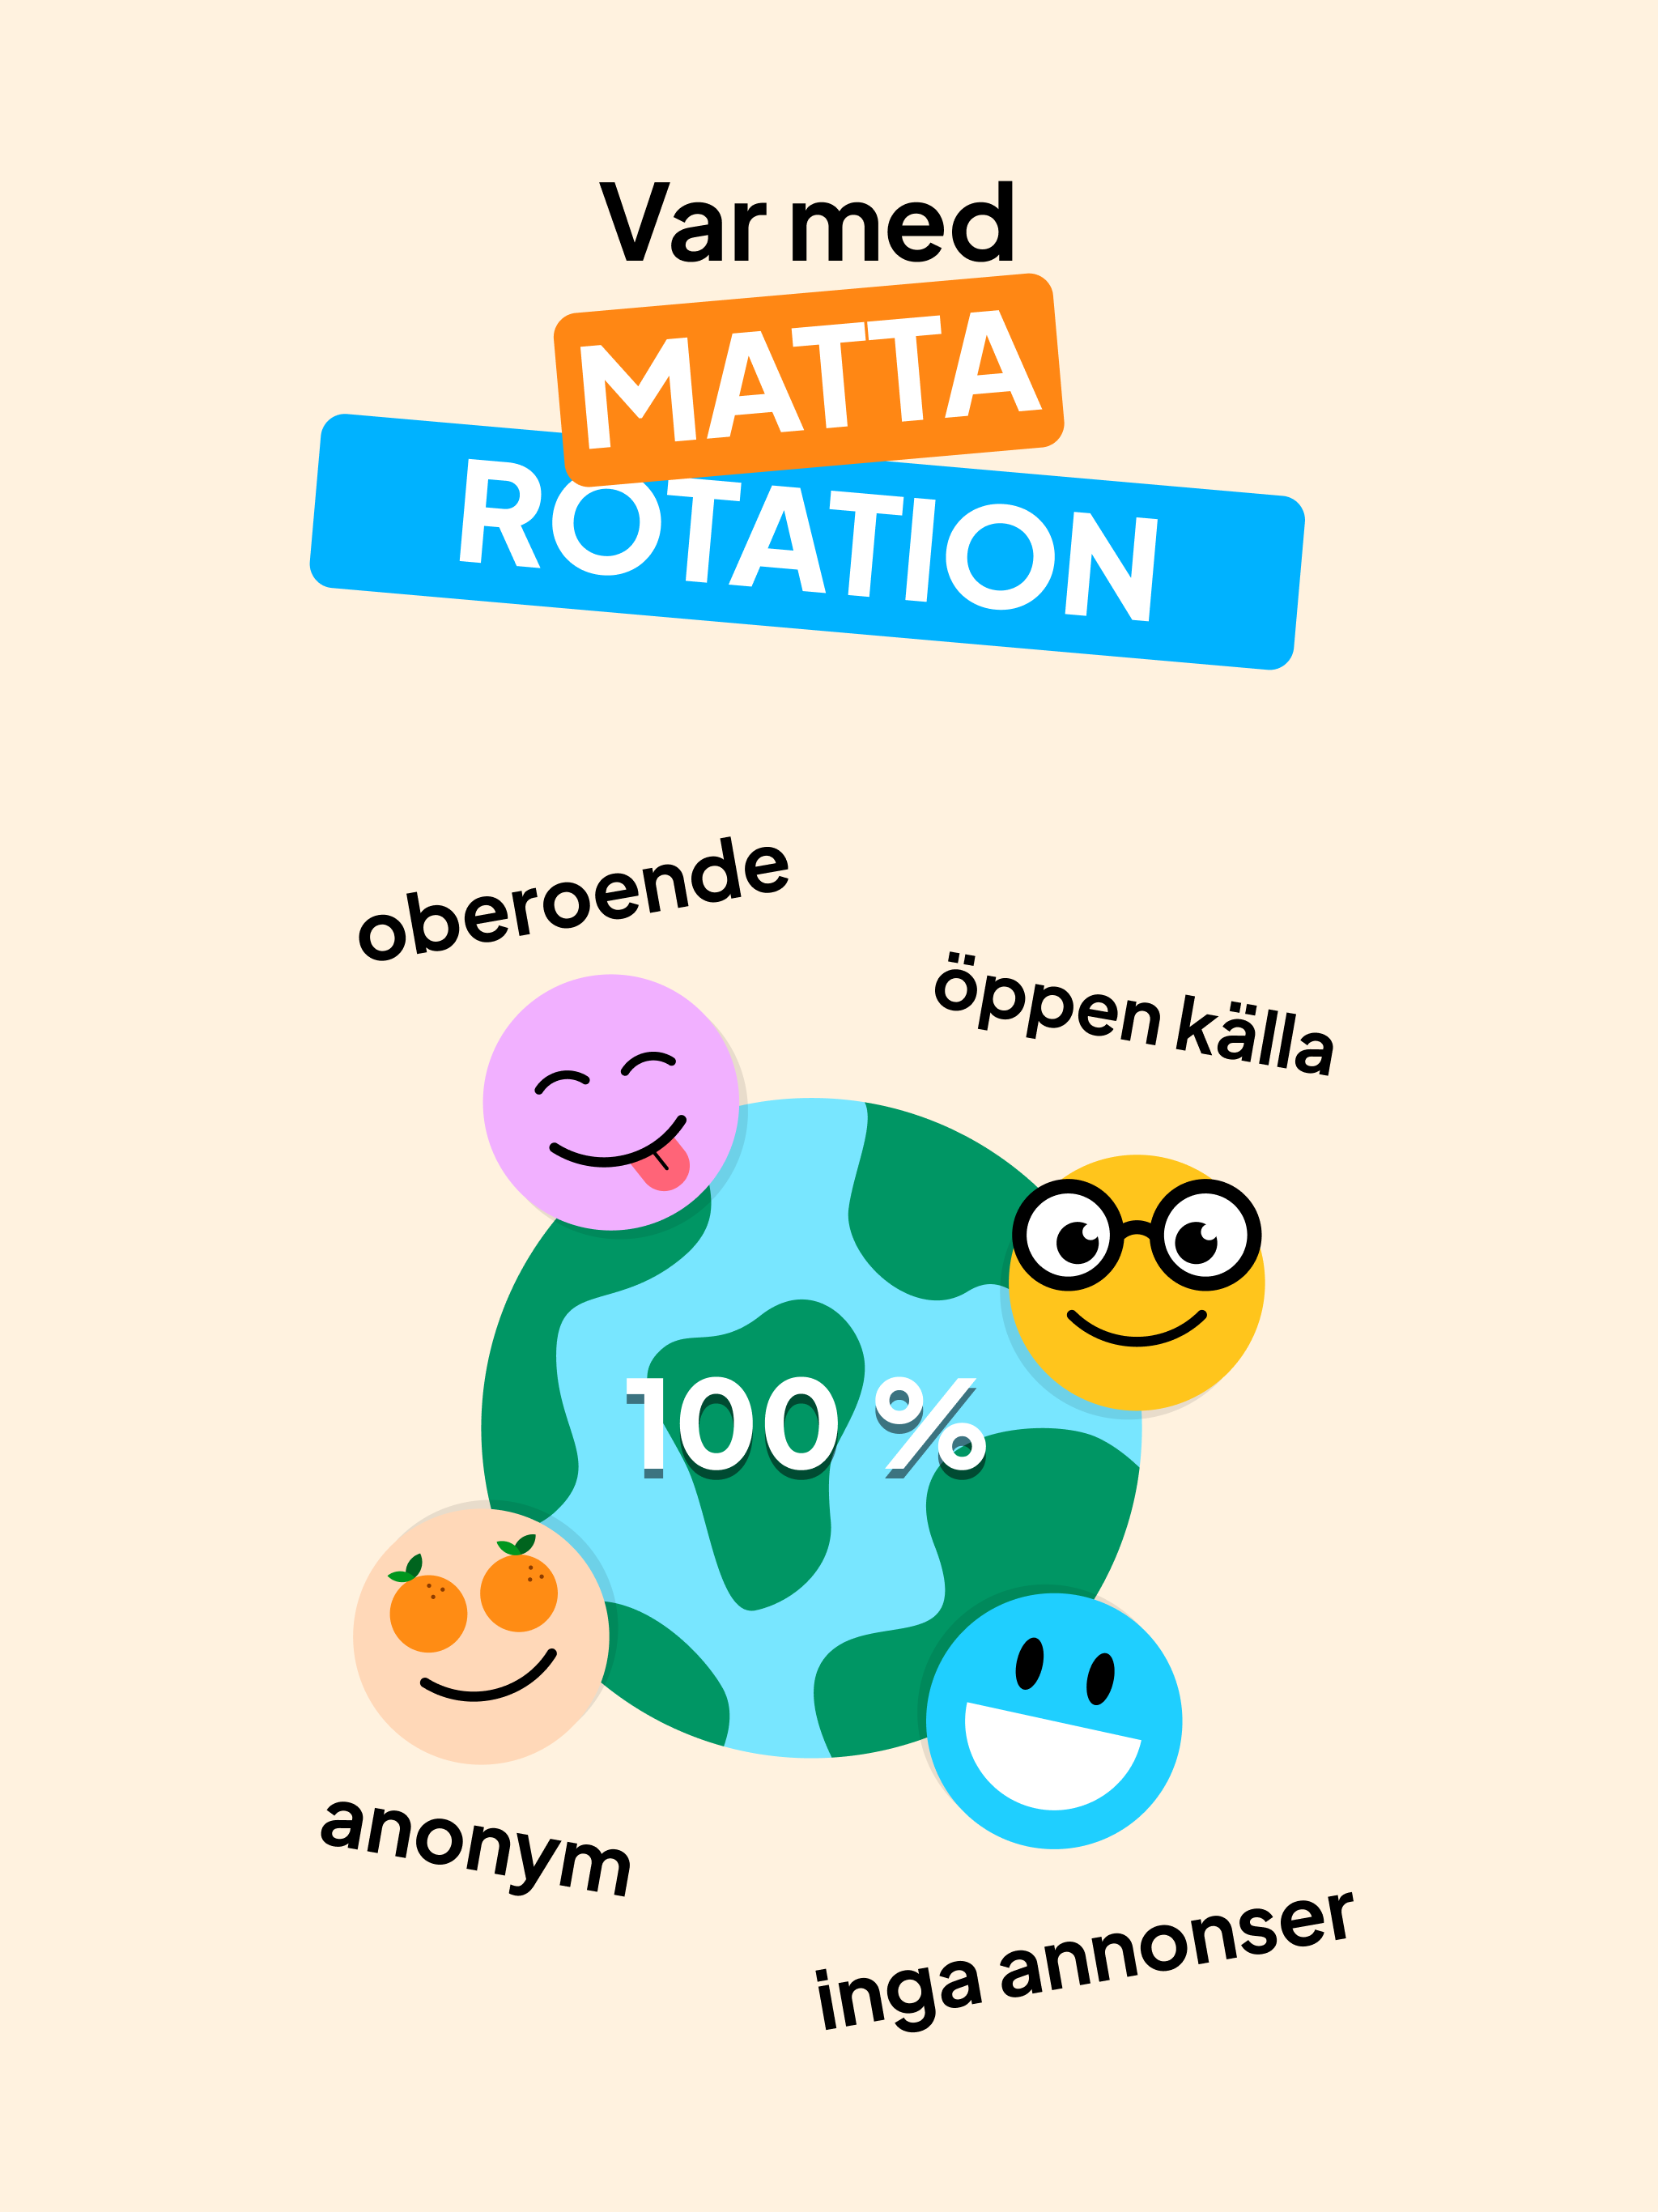 Var med
MATTA
ROTATION
oberoende
öppen källa
100 %
anonym
inga annonser